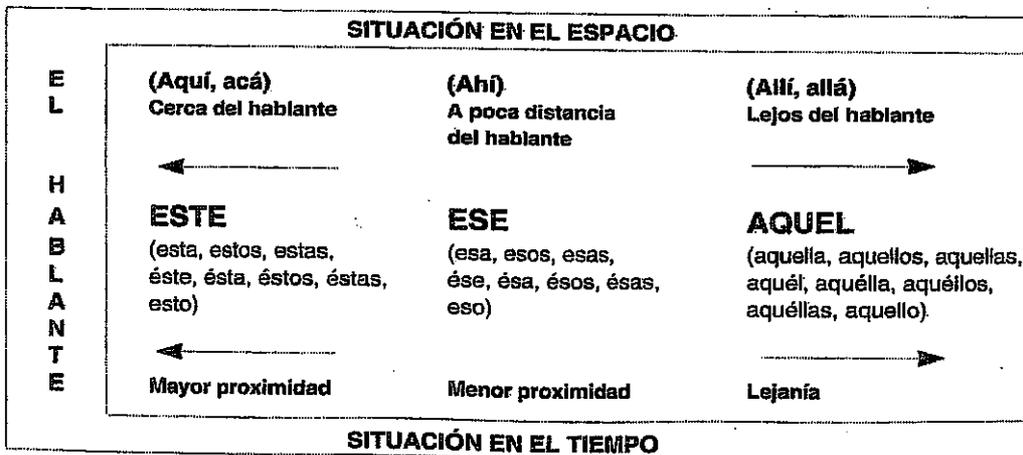 SITUACIÓN EN EL ESPACIO
EL HABLANTE
(Aquí, acá)
Cerca del hablante
(Ahí)
A poca distancia
del hablante
(Allí, allá)
Lejos del hablante
ESTE
(esta, estos, estas,
éste, ésta, éstos, éstas,
esto)
ESE
(esa, esos, esas,
ése, ésa, ésos, ésas,
eso)
AQUEL
(aquella, aquellos, aquellas,
aquél, aquélla, aquéllos,
aquéllas, aquello)
Mayor proximidad
Menor proximidad
Lejanía
SITUACIÓN EN EL TIEMPO